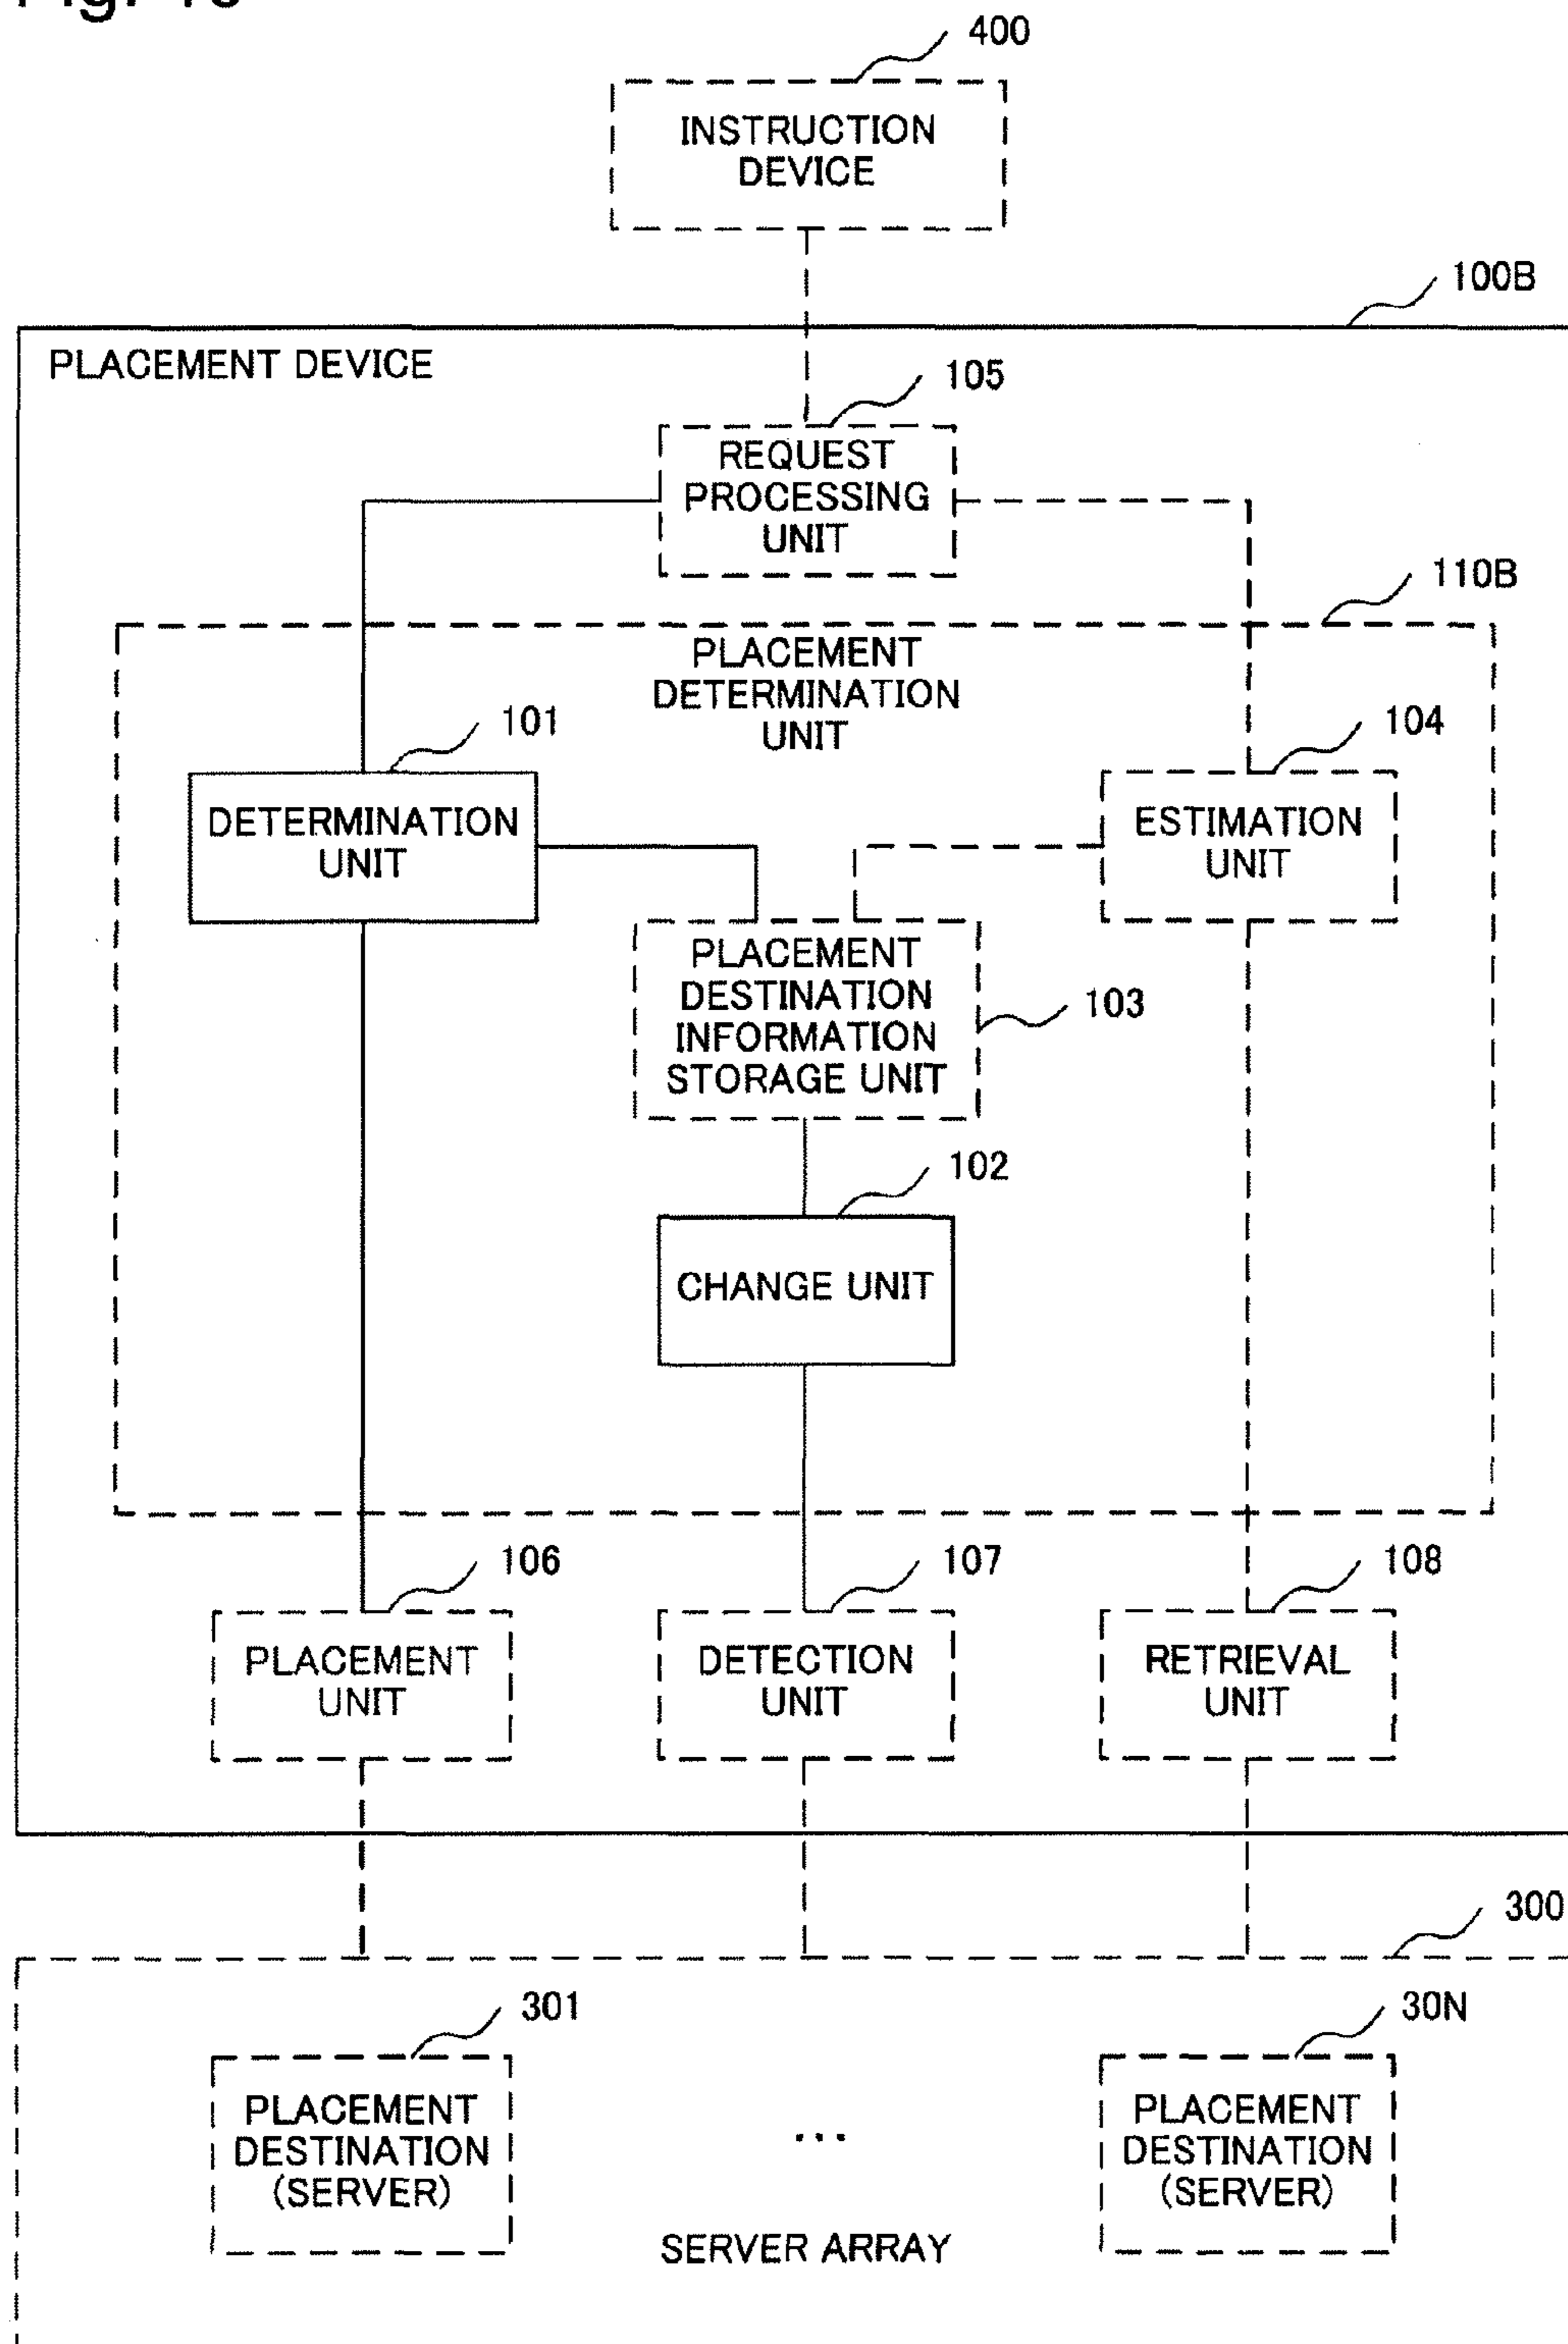 400
INSTRUCTION
DEVICE
100B
PLACEMENT DEVICE
105
REQUEST
PROCESSING
UNIT
110B
PLACEMENT
DETERMINATION
UNIT
101
104
DETERMINATION
UNIT
ESTIMATION
UNIT
PLACEMENT
DESTINATION
INFORMATION
STORAGE UNIT
103
102
CHANGE UNIT
106
107
108
PLACEMENT
UNIT
DETECTION
UNIT
RETRIEVAL
UNIT
300
301
30N
PLACEMENT
DESTINATION
(SERVER)
...
PLACEMENT
DESTINATION
(SERVER)
SERVER ARRAY